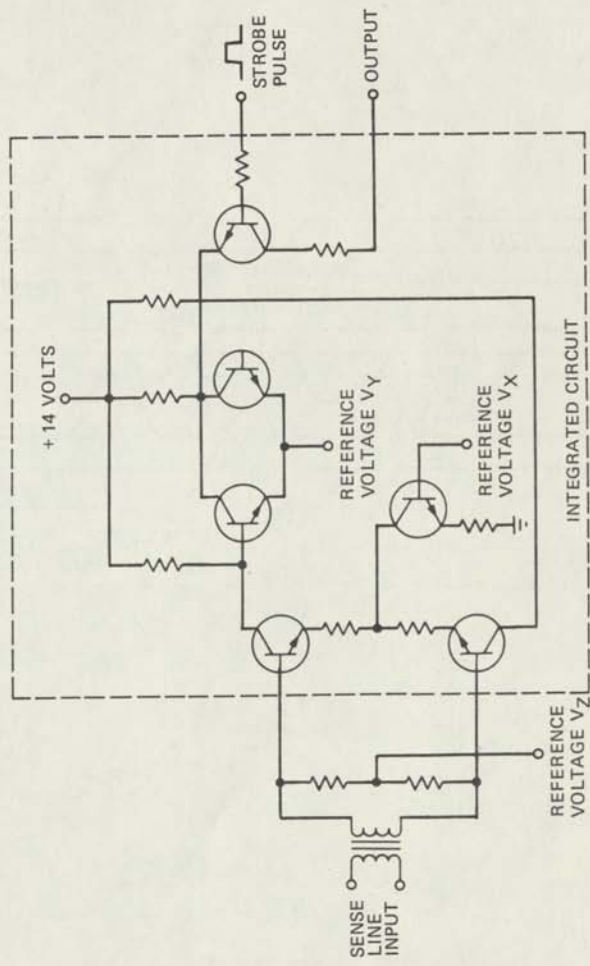 + 14 VOLTS
STROBE
PULSE
OUTPUT
REFERENCE
VOLTAGE VY
REFERENCE
VOLTAGE VX
INTEGRATED CIRCUIT
SENSE
LINE
INPUT
REFERENCE
VOLTAGE VZ